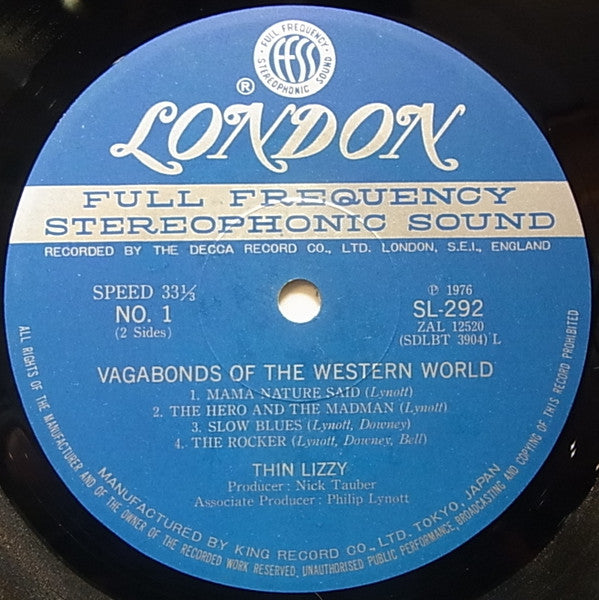 FULL FREQUENCY
ffss
STEREOPHONIC SOUND
®
LONDON
FULL FREQUENCY
STEREOPHONIC SOUND
RECORDED BY THE DECCA RECORD CO., LTD. LONDON, S.E.I., ENGLAND
SPEED 33⅓
NO. 1
(2 Sides)
℗ 1976
SL-292
ZAL 12520
(SDLBT 3904)'L
VAGABONDS OF THE WESTERN WORLD
1. MAMA NATURE SAID (Lynott)
2. THE HERO AND THE MADMAN (Lynott)
3. SLOW BLUES (Lynott, Downey)
4. THE ROCKER (Lynott, Downey, Bell)
THIN LIZZY
Producer : Nick Tauber
Associate Producer : Philip Lynott
MANUFACTURED BY KING RECORD CO., LTD. TOKYO, JAPAN
ALL RIGHTS OF THE MANUFACTURER AND OF THE OWNER OF THE RECORDED WORK RESERVED, UNAUTHORISED PUBLIC PERFORMANCE, BROADCASTING AND COPYING OF THIS RECORD PROHIBITED